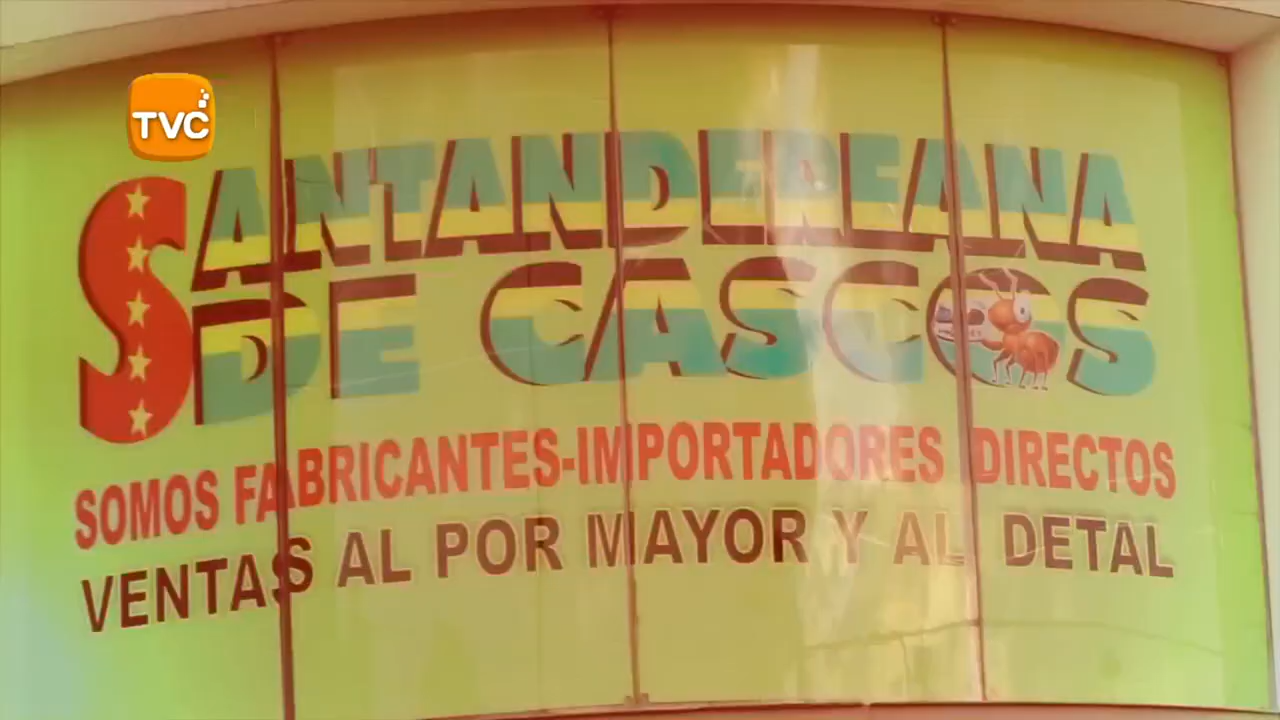 TVC
SANTANDEREANA
DE CASCOS
SOMOS FABRICANTES-IMPORTADORES DIRECTOS
VENTAS AL POR MAYOR Y AL DETAL